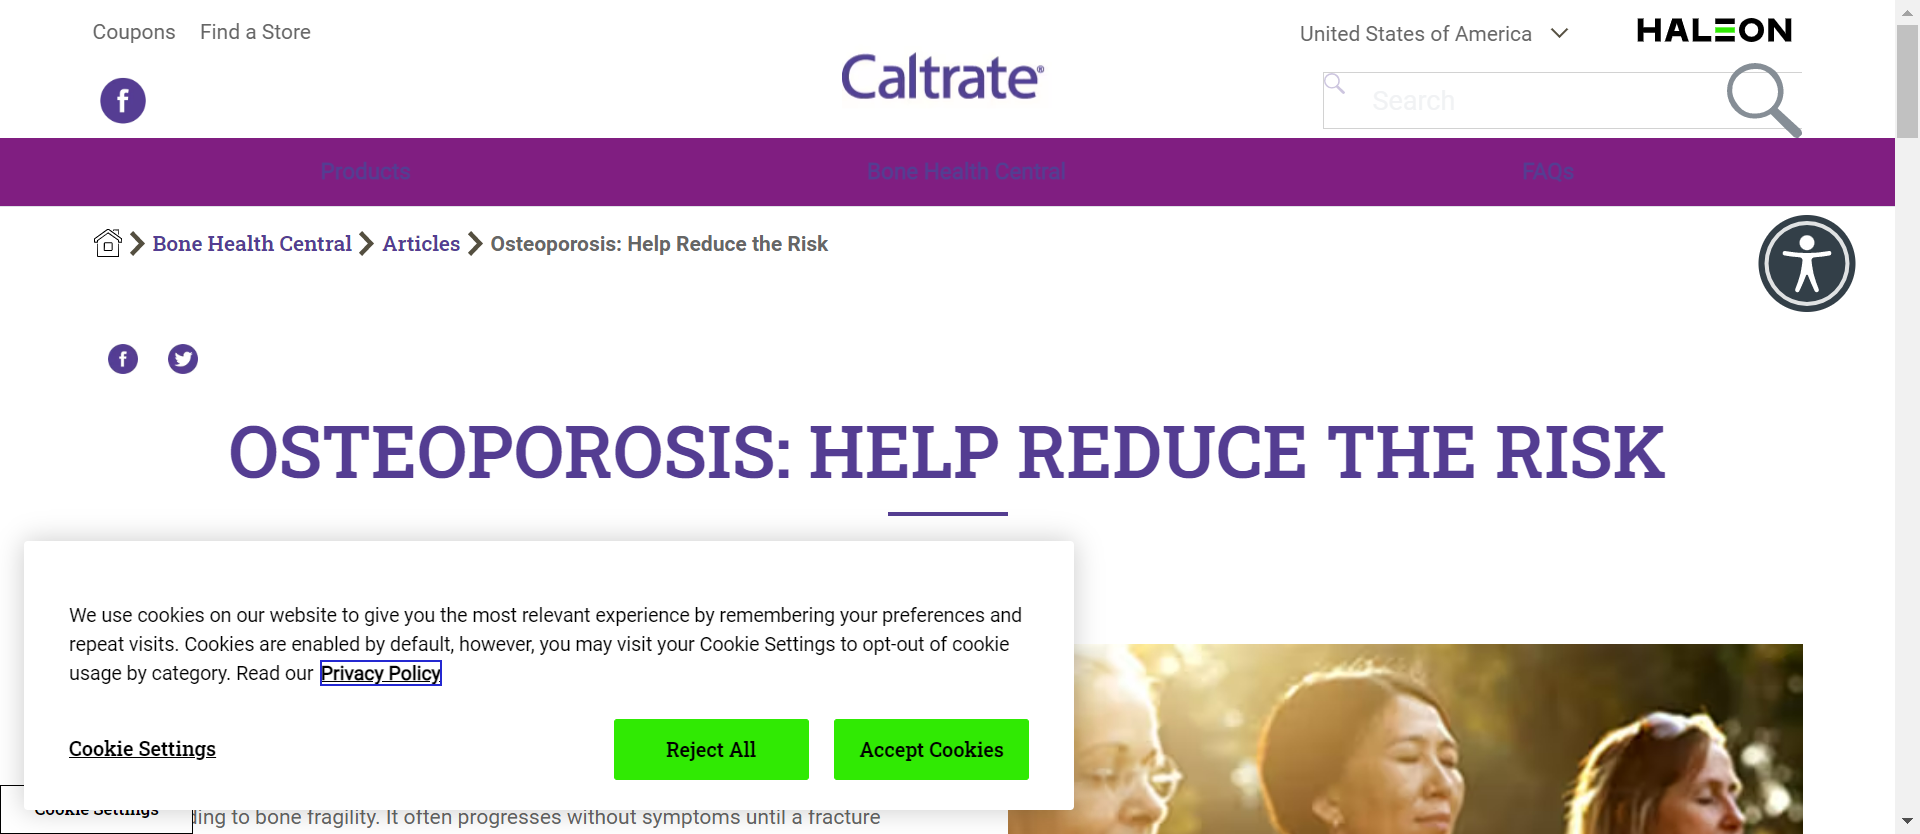 Coupons Find a Store
United States of America
HALEON
Caltrate®
Search
Products Bone Health Central FAQs
Bone Health Central Articles Osteoporosis: Help Reduce the Risk
OSTEOPOROSIS: HELP REDUCE THE RISK
We use cookies on our website to give you the most relevant experience by remembering your preferences and
repeat visits. Cookies are enabled by default, however, you may visit your Cookie Settings to opt-out of cookie
usage by category. Read our Privacy Policy
Cookie Settings Reject All Accept Cookies
Cookie Settings
to bone fragility. It often progresses without symptoms until a fracture